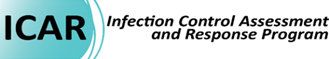 ICAR
Infection Control Assessment
and Response Program